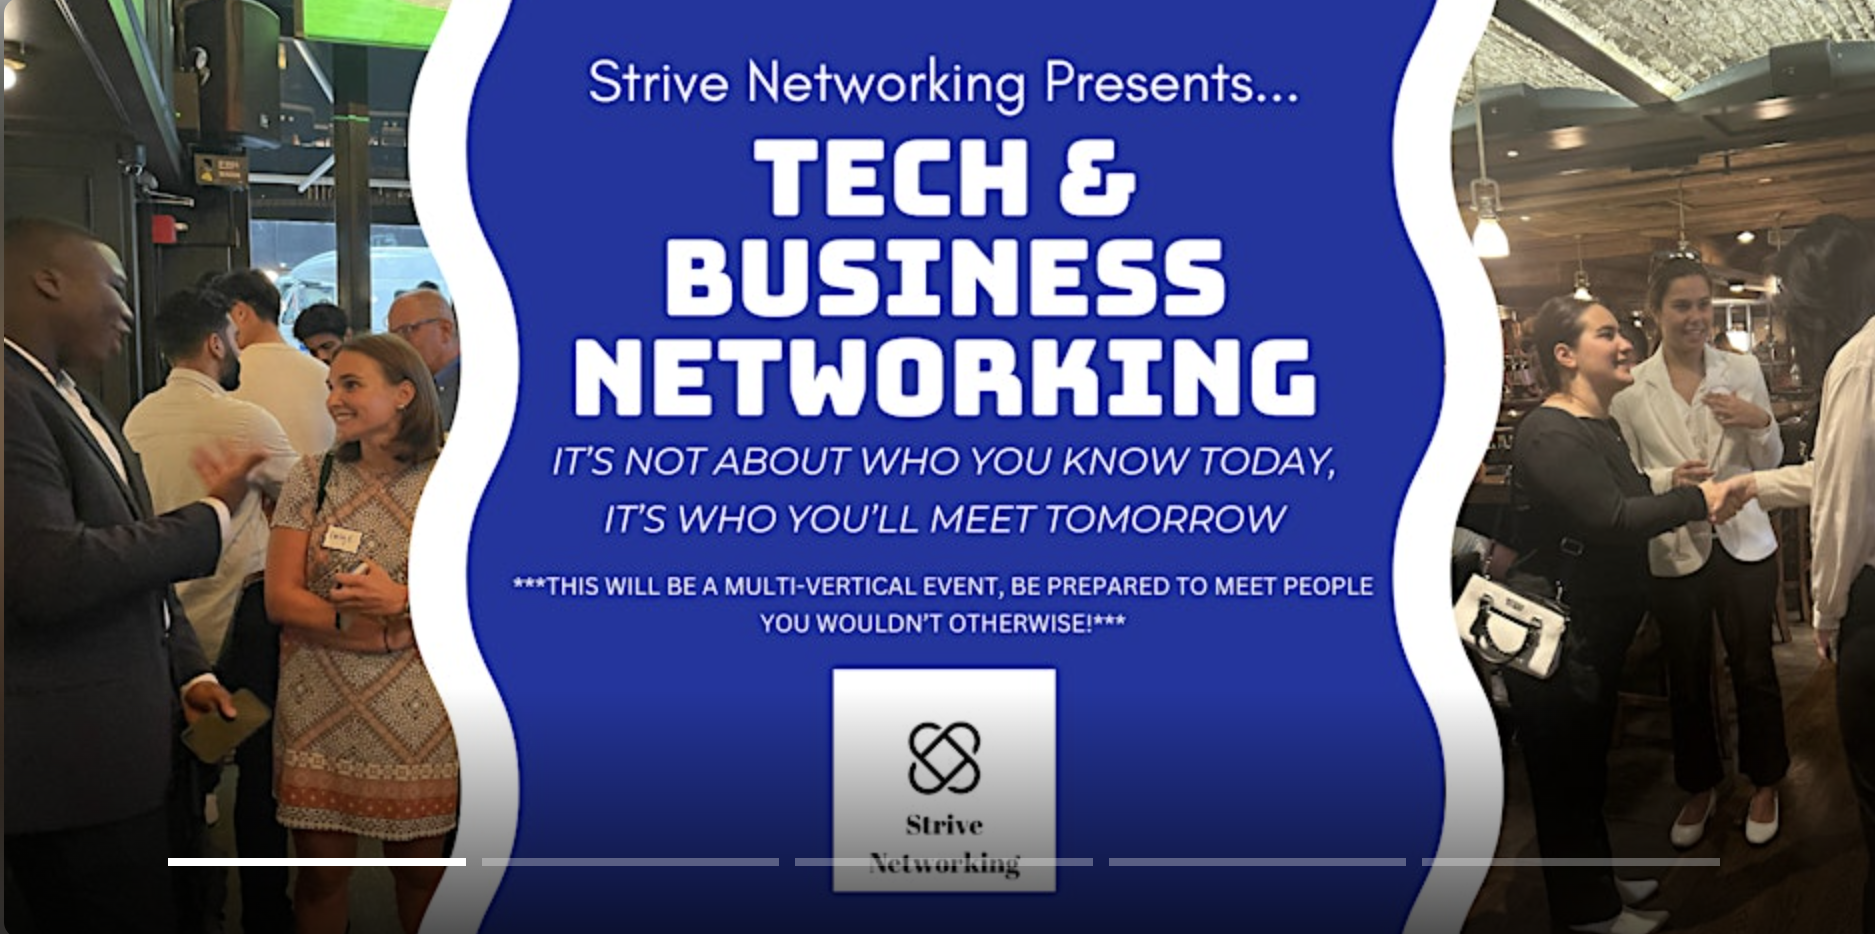 Strive Networking Presents...
TECH &
BUSINESS
NETWORKING
IT'S NOT ABOUT WHO YOU KNOW TODAY,
IT'S WHO YOU'LL MEET TOMORROW
***THIS WILL BE A MULTI-VERTICAL EVENT, BE PREPARED TO MEET PEOPLE
YOU WOULDN'T OTHERWISE!***
Strive
Networking